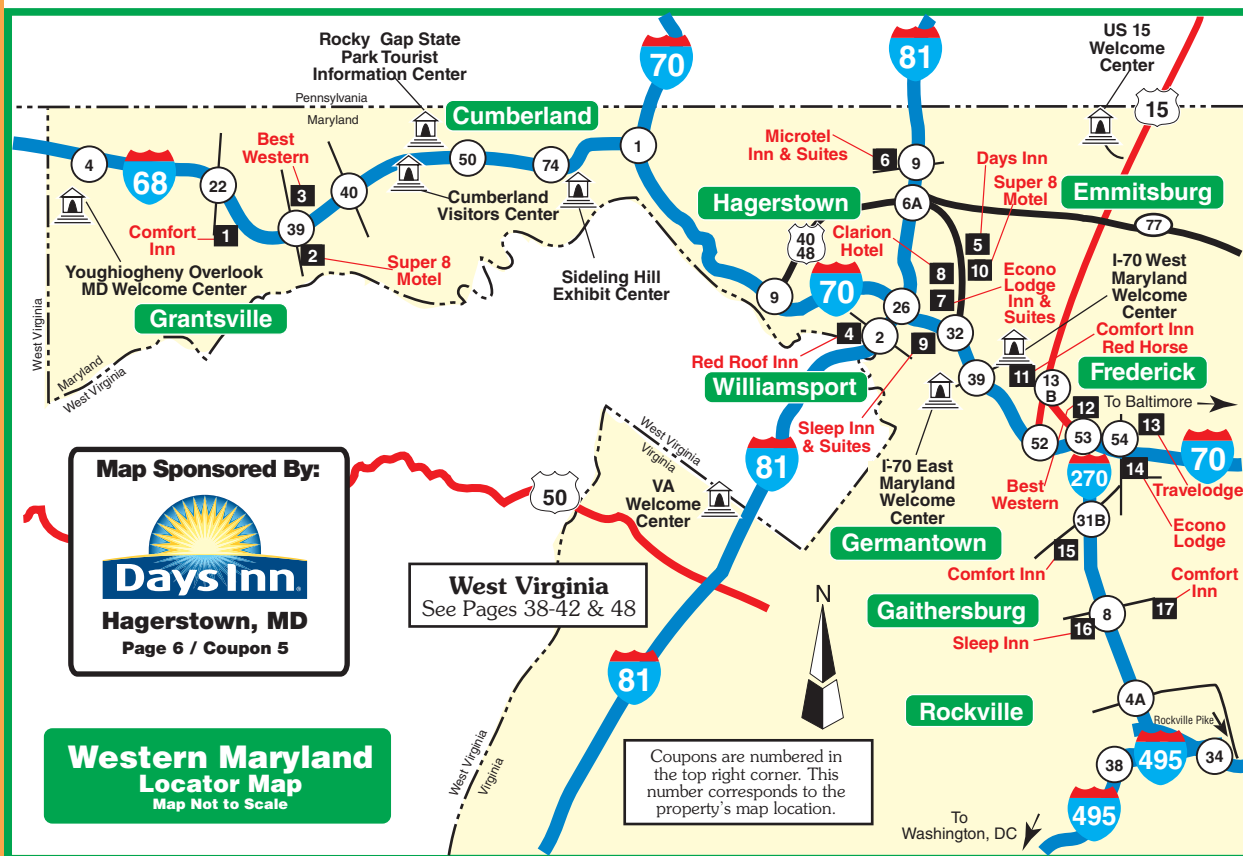 Rocky Gap State
Park Tourist
Information Center
Pennsylvania
Maryland
Cumberland
70
81
US 15
Welcome
Center
15
4
68
22
Best
Western
3
39
40
50
74
1
Cumberland
Visitors Center
Comfort
Inn
1
2
Super 8
Motel
Youghiogheny Overlook
MD Welcome Center
Grantsville
Sideling Hill
Exhibit Center
West Virginia
Maryland
West Virginia
Microtel
Inn & Suites
6
9
6A
Days Inn
Super 8
Motel
Emmitsburg
77
Hagerstown
40
48
Clarion
Hotel
5
10
8
7
Econo
Lodge
Inn &
Suites
I-70 West
Maryland
Welcome
Center
9
70
26
32
4
2
9
Red Roof Inn
Williamsport
Sleep Inn
& Suites
39
11
Comfort Inn
Red Horse
13
B
Frederick
To Baltimore
12
52
53
54
13
70
Travelodge
Best
Western
270
14
Econo
Lodge
I-70 East
Maryland
Welcome
Center
West Virginia
Virginia
VA
Welcome
Center
81
50
31B
Germantown
15
Comfort Inn
Gaithersburg
8
16
Sleep Inn
17
Comfort
Inn
Map Sponsored By:
Days Inn®
Hagerstown, MD
Page 6 / Coupon 5
West Virginia
See Pages 38-42 & 48
N
81
Rockville
4A
Rockville Pike
34
495
38
495
To
Washington, DC
West Virginia
Virginia
Western Maryland
Locator Map
Map Not to Scale
Coupons are numbered in
the top right corner. This
number corresponds to the
property's map location.